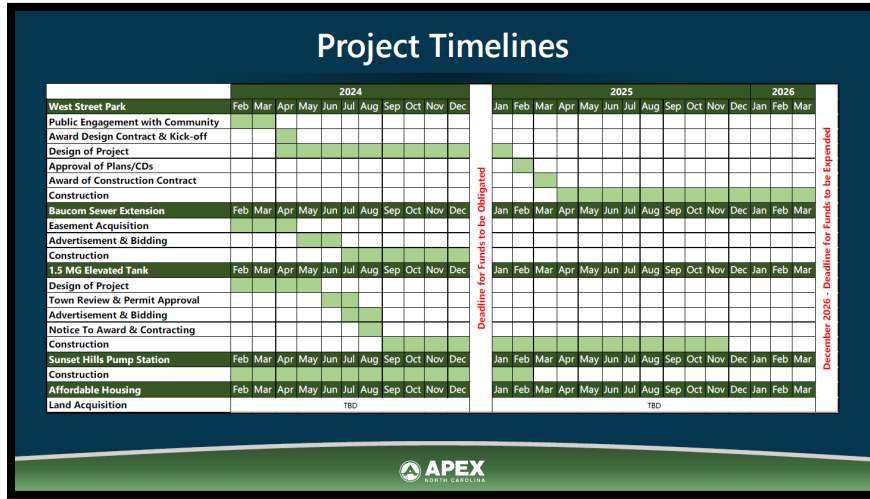 Project Timelines
2024 2025 2026
West Street Park Feb Mar Apr May Jun Jul Aug Sep Oct Nov Dec Jan Feb Mar Apr May Jun Jul Aug Sep Oct Nov Dec Jan Feb Mar
Public Engagement with Community
Award Design Contract & Kick-off
Design of Project
Approval of Plans/CDs
Award of Construction Contract
Construction
Baucom Sewer Extension Feb Mar Apr May Jun Jul Aug Sep Oct Nov Dec Jan Feb Mar Apr May Jun Jul Aug Sep Oct Nov Dec Jan Feb Mar
Easement Acquisition
Advertisement & Bidding
Construction
1.5 MG Elevated Tank Feb Mar Apr May Jun Jul Aug Sep Oct Nov Dec Jan Feb Mar Apr May Jun Jul Aug Sep Oct Nov Dec Jan Feb Mar
Design of Project
Town Review & Permit Approval
Advertisement & Bidding
Notice To Award & Contracting
Construction
Sunset Hills Pump Station Feb Mar Apr May Jun Jul Aug Sep Oct Nov Dec Jan Feb Mar Apr May Jun Jul Aug Sep Oct Nov Dec Jan Feb Mar
Construction
Affordable Housing Feb Mar Apr May Jun Jul Aug Sep Oct Nov Dec Jan Feb Mar Apr May Jun Jul Aug Sep Oct Nov Dec Jan Feb Mar
Land Acquisition TBD TBD
Deadline for Funds to be Obligated
December 2026 - Deadline for Funds to be Expended
APEX
NORTH CAROLINA